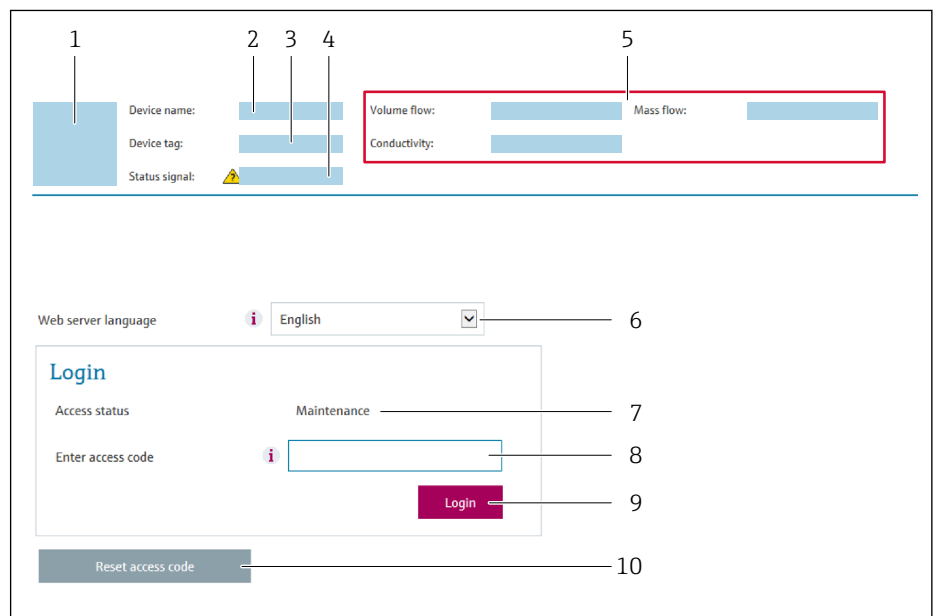 1 2 3 4 5
Device name: Volume flow: Mass flow:
Device tag: Conductivity:
Status signal: ?
Web server language i English 6
Login
Access status Maintenance 7
Enter access code i 8
Login 9
Reset access code 10